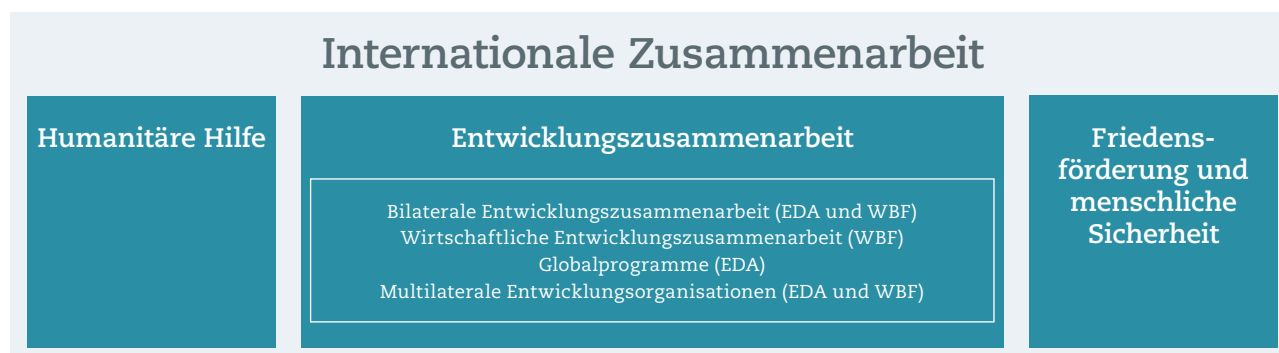 Internationale Zusammenarbeit
Humanitäre Hilfe
Entwicklungszusammenarbeit
Bilaterale Entwicklungszusammenarbeit (EDA und WBF)
Wirtschaftliche Entwicklungszusammenarbeit (WBF)
Globalprogramme (EDA)
Multilaterale Entwicklungsorganisationen (EDA und WBF)
Friedens-
förderung und
menschliche
Sicherheit